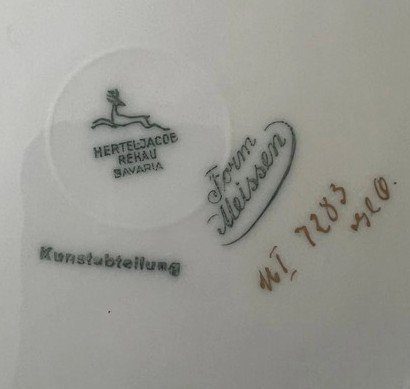 HERTEL·JACOB
REHAU
BAVARIA
Form
Meissen
Kunstabteilung
7283